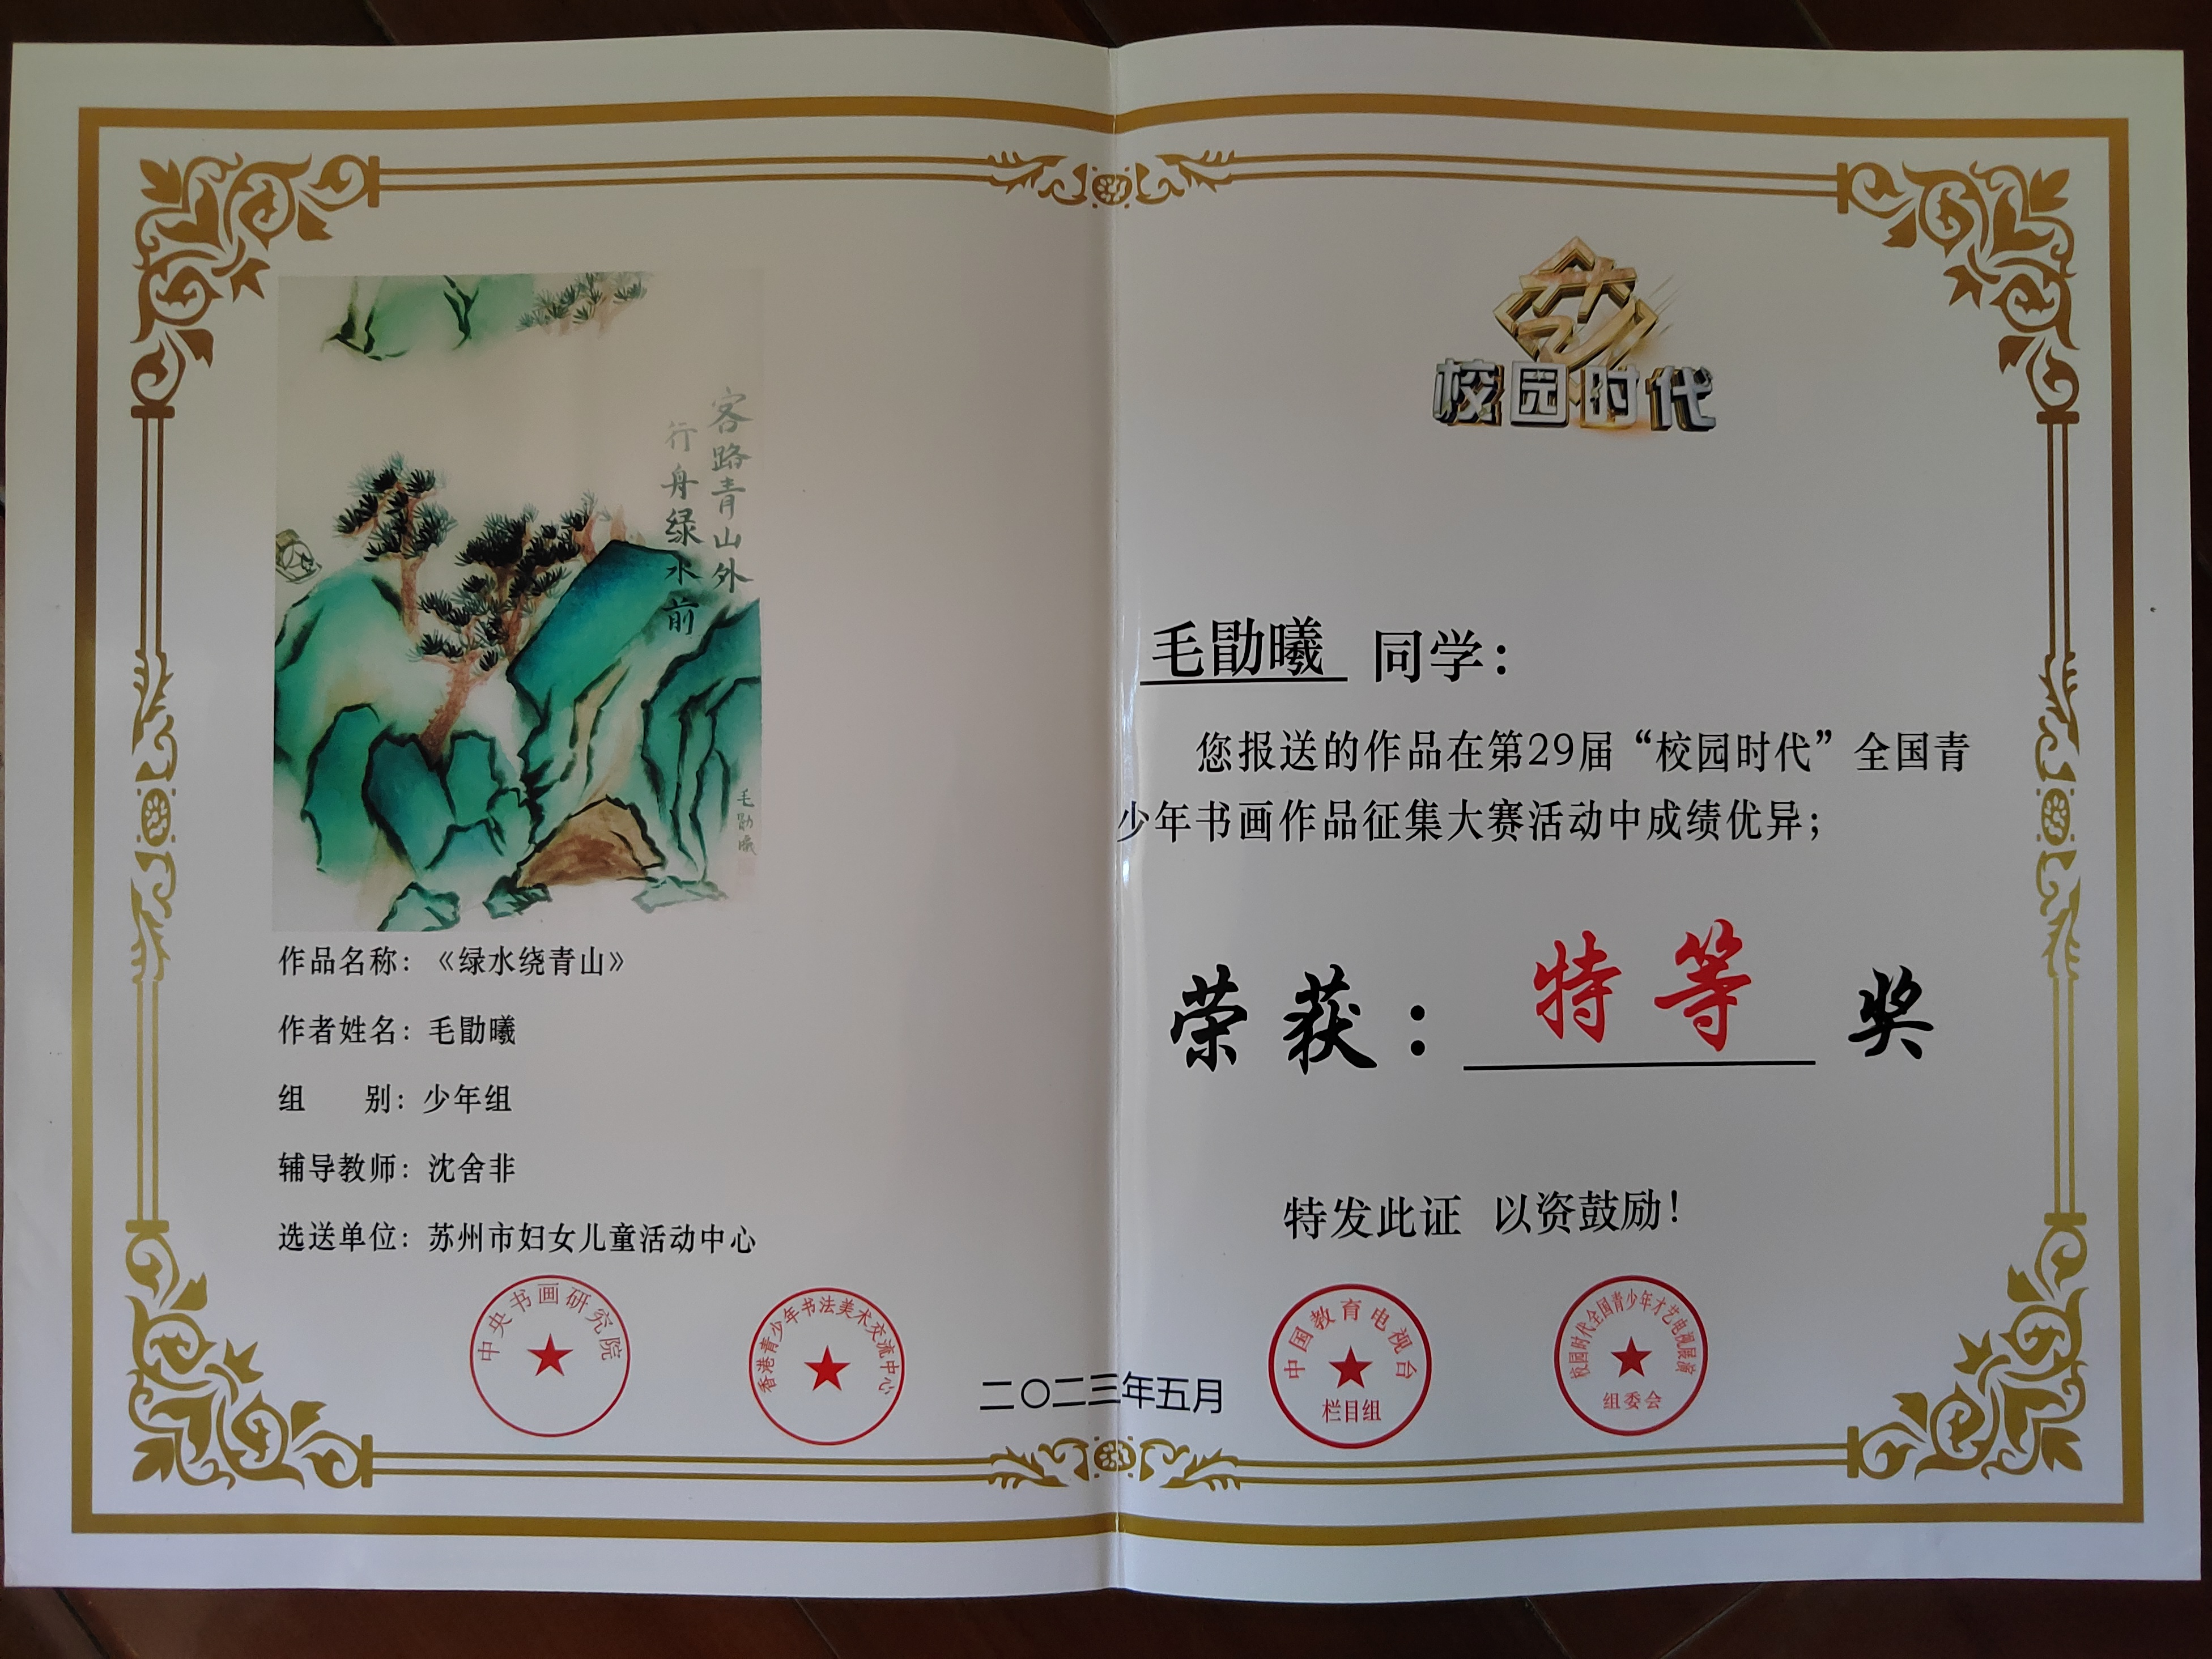 客路青山外
行舟绿水前
毛勖曦
作品名称：《绿水绕青山》
作者姓名：毛勖曦
组 别：少年组
辅导教师：沈舍非
选送单位：苏州市妇女儿童活动中心
中央书画研究院
香港青少年书法美术交流中心
校园时代
毛勖曦 同学：
您报送的作品在第29届“校园时代”全国青
少年书画作品征集大赛活动中成绩优异；
荣获：特等奖
特发此证 以资鼓励！
二〇二三年五月
中国教育电视台
栏目组
校园时代全国青少年才艺电视展演
组委会